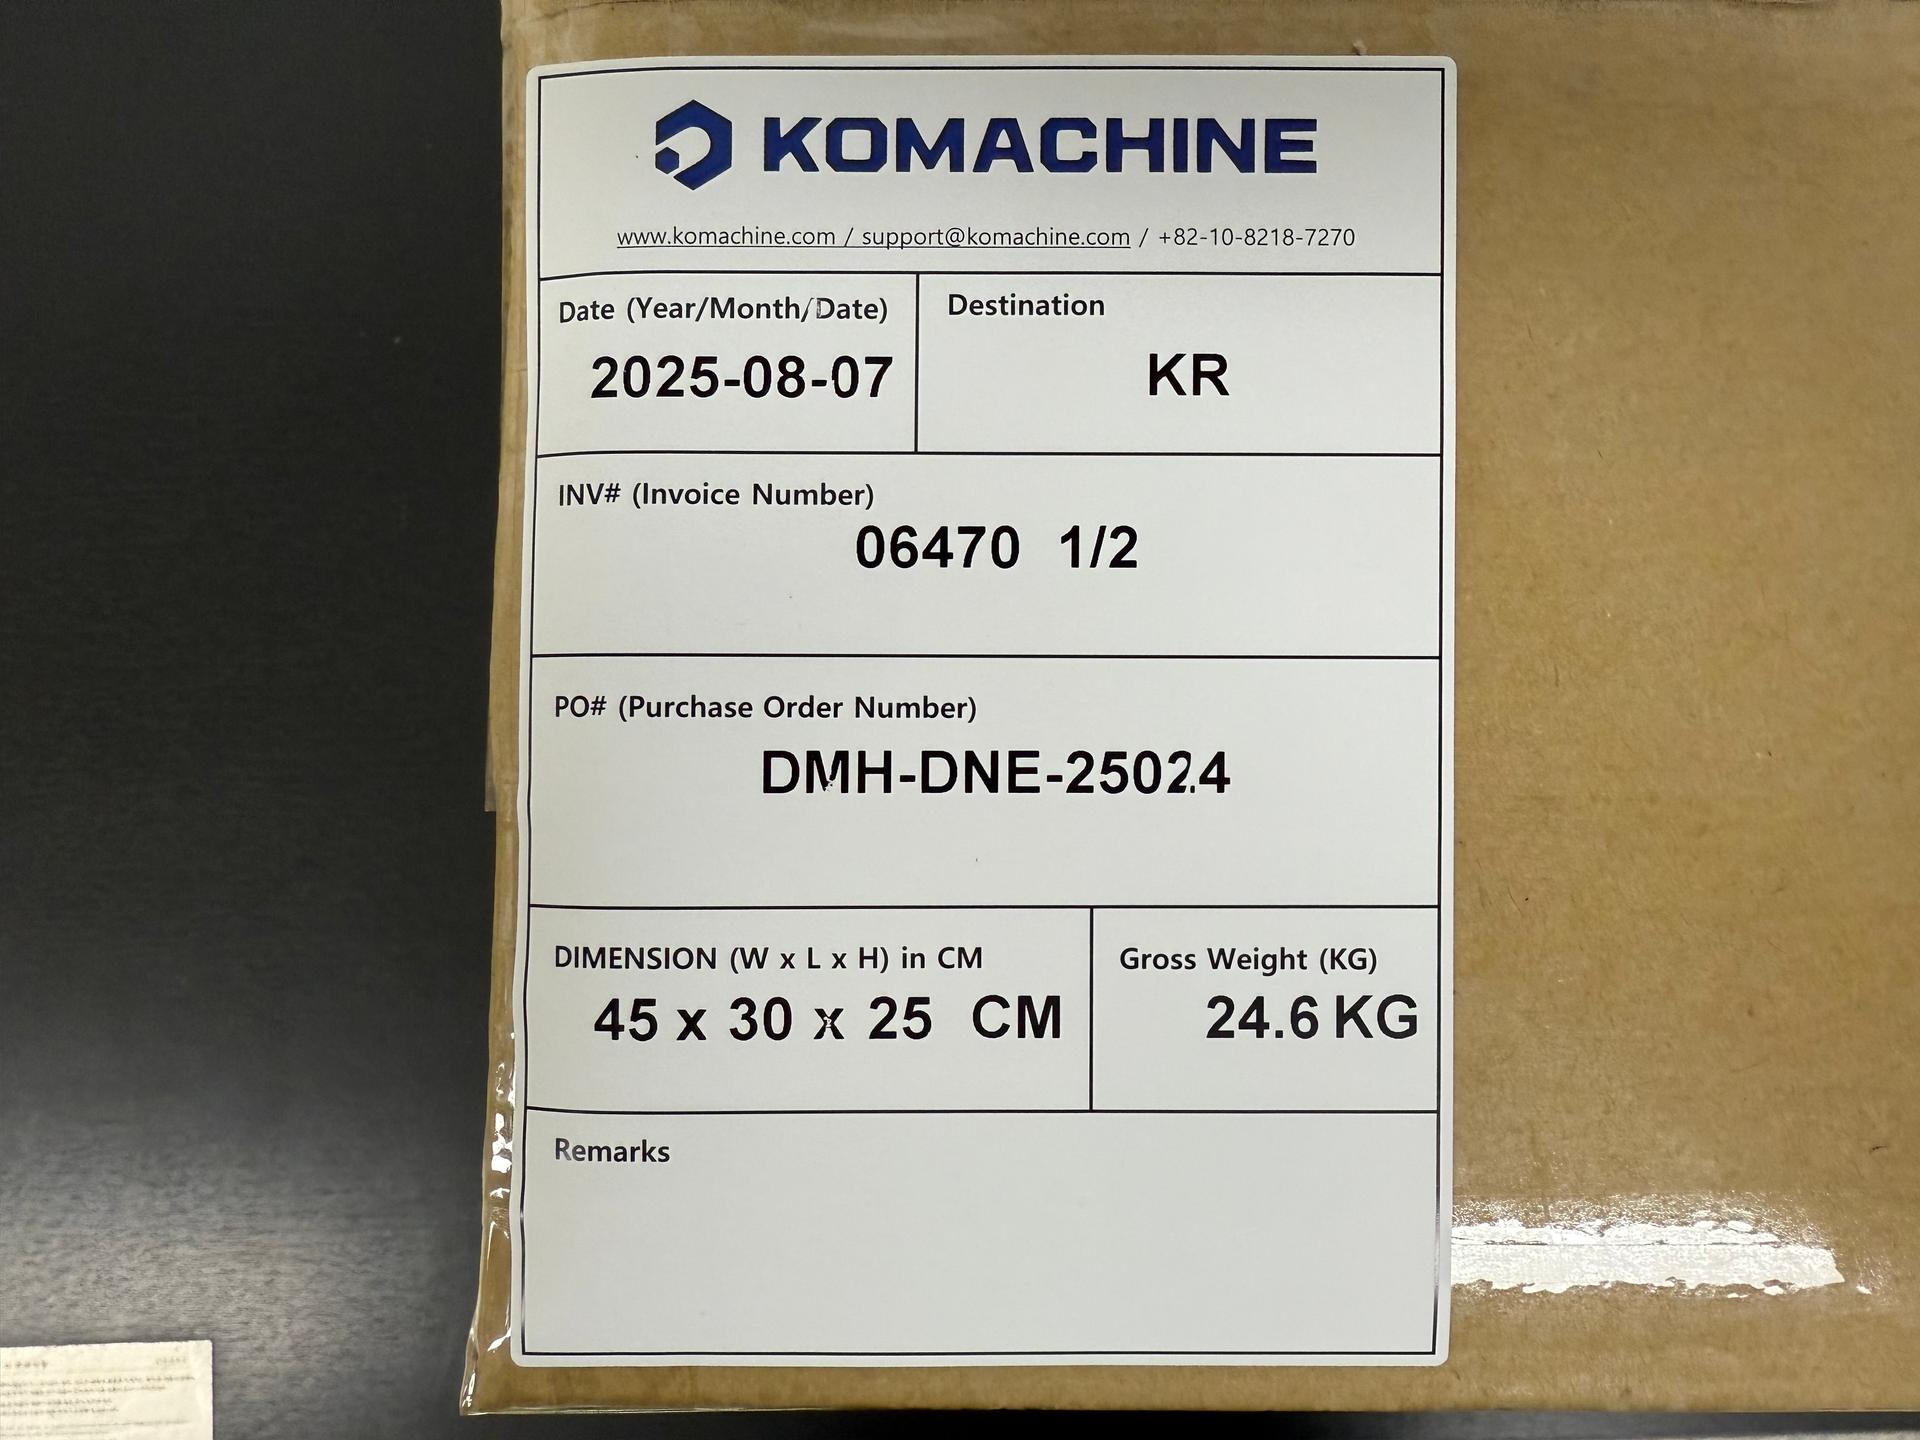 KOMACHINE
www.komachine.com / support@komachine.com / +82-10-8218-7270
Date (Year/Month/Date)
2025-08-07
Destination
KR
INV# (Invoice Number)
06470 1/2
PO# (Purchase Order Number)
DMH-DNE-25024
DIMENSION (W x L x H) in CM
45 x 30 x 25 CM
Gross Weight (KG)
24.6 KG
Remarks